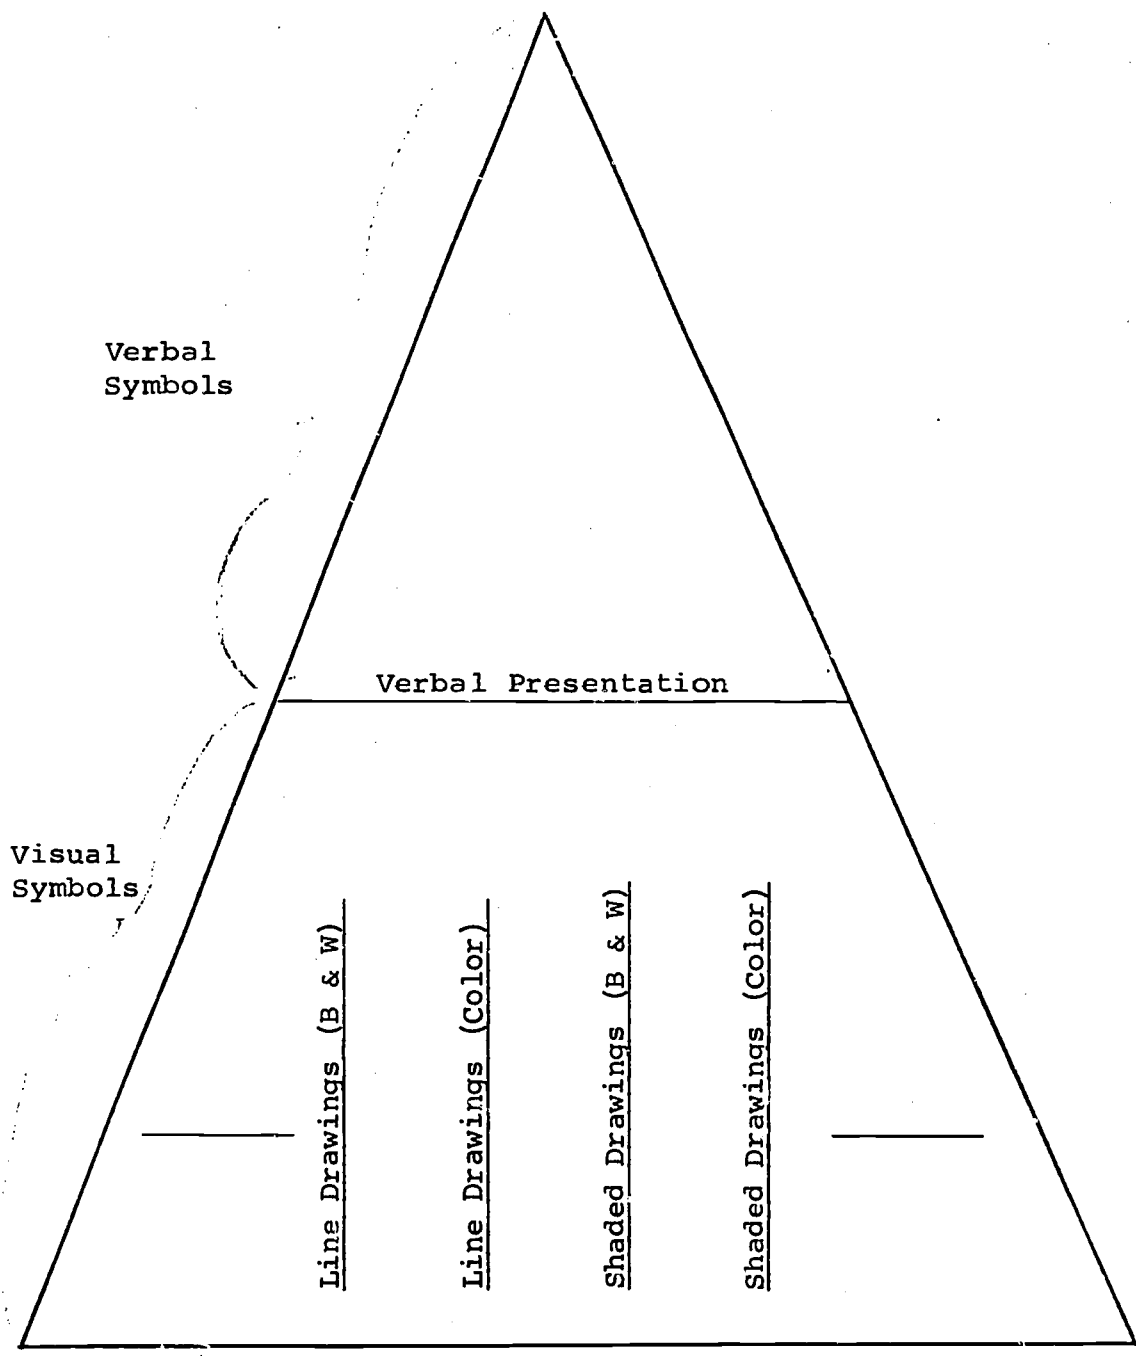 Verbal
Symbols
Verbal Presentation
Visual
Symbols
Line Drawings (B & W)
Line Drawings (Color)
Shaded Drawings (B & W)
Shaded Drawings (Color)